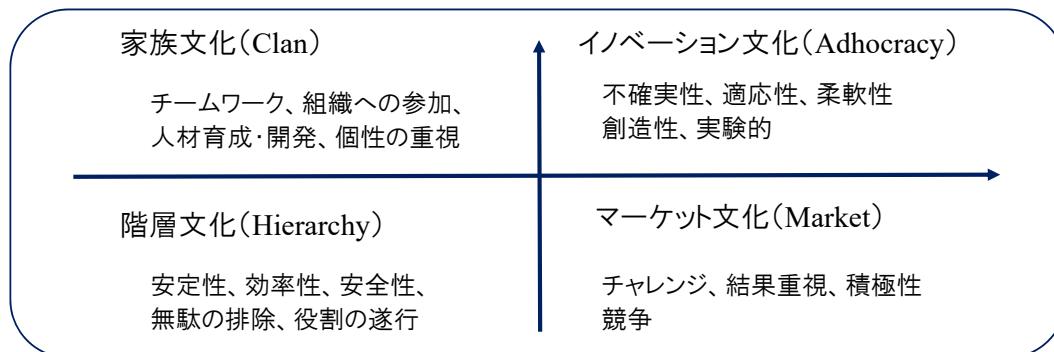 家族文化（Clan）
チームワーク、組織への参加、
人材育成・開発、個性の重視
イノベーション文化（Adhocracy）
不確実性、適応性、柔軟性
創造性、実験的
階層文化（Hierarchy）
安定性、効率性、安全性、
無駄の排除、役割の遂行
マーケット文化（Market）
チャレンジ、結果重視、積極性
競争